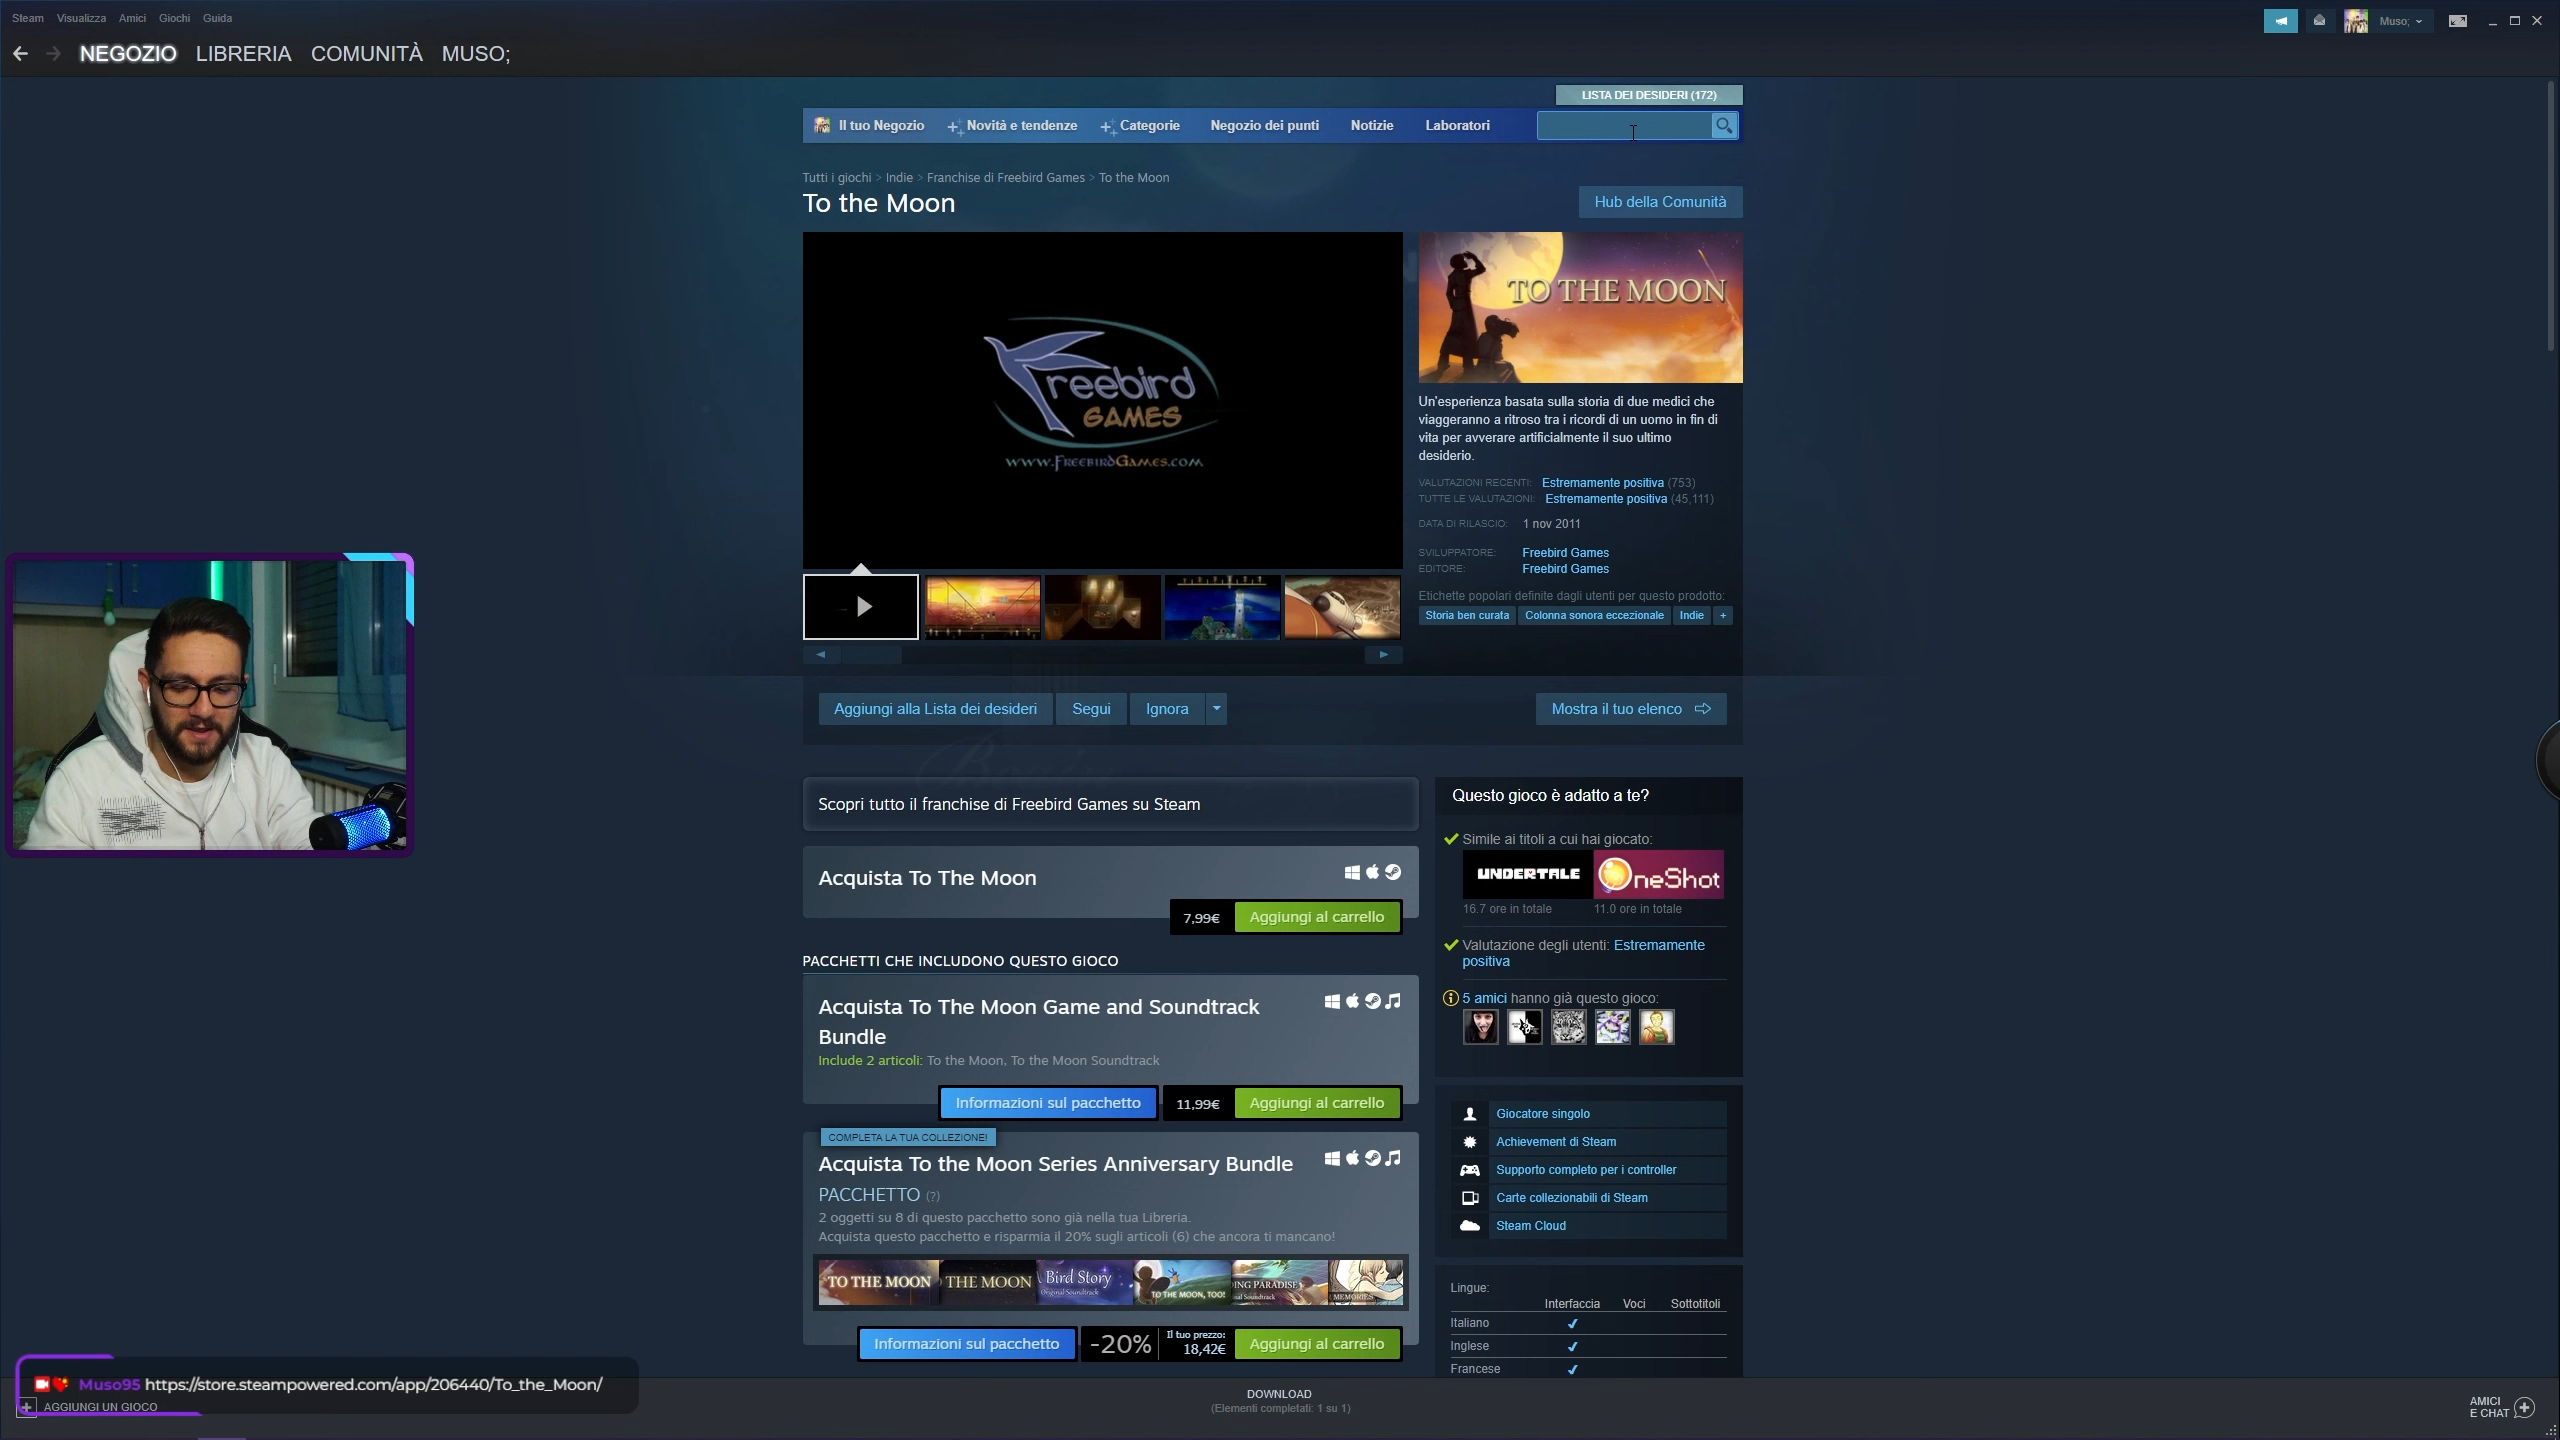 Steam Visualizza Amici Giochi Guida
Muso;
NEGOZIO LIBRERIA COMUNITÀ MUSO;
LISTA DEI DESIDERI (172)
Il tuo Negozio Novità e tendenze Categorie Negozio dei punti Notizie Laboratori
Tutti i giochi > Indie > Franchise di Freebird Games > To the Moon
To the Moon
Hub della Comunità
Freebird
GAMES
www.FreebirdGames.com
TO THE MOON
Un'esperienza basata sulla storia di due medici che
viaggeranno a ritroso tra i ricordi di un uomo in fin di
vita per avverare artificialmente il suo ultimo
desiderio.
VALUTAZIONI RECENTI: Estremamente positiva (753)
TUTTE LE VALUTAZIONI: Estremamente positiva (45,111)
DATA DI RILASCIO: 1 nov 2011
SVILUPPATORE: Freebird Games
EDITORE: Freebird Games
Etichette popolari definite dagli utenti per questo prodotto:
Storia ben curata Colonna sonora eccezionale Indie +
Aggiungi alla Lista dei desideri Segui Ignora
Mostra il tuo elenco
Scopri tutto il franchise di Freebird Games su Steam
Acquista To The Moon
7,99€ Aggiungi al carrello
PACCHETTI CHE INCLUDONO QUESTO GIOCO
Acquista To The Moon Game and Soundtrack
Bundle
Include 2 articoli: To the Moon, To the Moon Soundtrack
Informazioni sul pacchetto 11,99€ Aggiungi al carrello
COMPLETA LA TUA COLLEZIONE!
Acquista To the Moon Series Anniversary Bundle
PACCHETTO (?)
2 oggetti su 8 di questo pacchetto sono già nella tua Libreria.
Acquista questo pacchetto e risparmia il 20% sugli articoli (6) che ancora ti mancano!
TO THE MOON
THE MOON
Bird Story
Original Soundtrack
TO THE MOON, TOO!
ING PARADISE
nal Soundtrack
MEMORIES
Informazioni sul pacchetto -20% Il tuo prezzo:
18,42€ Aggiungi al carrello
Questo gioco è adatto a te?
Simile ai titoli a cui hai giocato:
UNDERTALE
OneShot
16.7 ore in totale 11.0 ore in totale
Valutazione degli utenti: Estremamente
positiva
5 amici hanno già questo gioco:
Giocatore singolo
Achievement di Steam
Supporto completo per i controller
Carte collezionabili di Steam
Steam Cloud
Lingue:
Interfaccia Voci Sottotitoli
Italiano ✔
Inglese ✔
Francese ✔
Muso95 https://store.steampowered.com/app/206440/To_the_Moon/
AGGIUNGI UN GIOCO
DOWNLOAD
(Elementi completati: 1 su 1)
AMICI
E CHAT